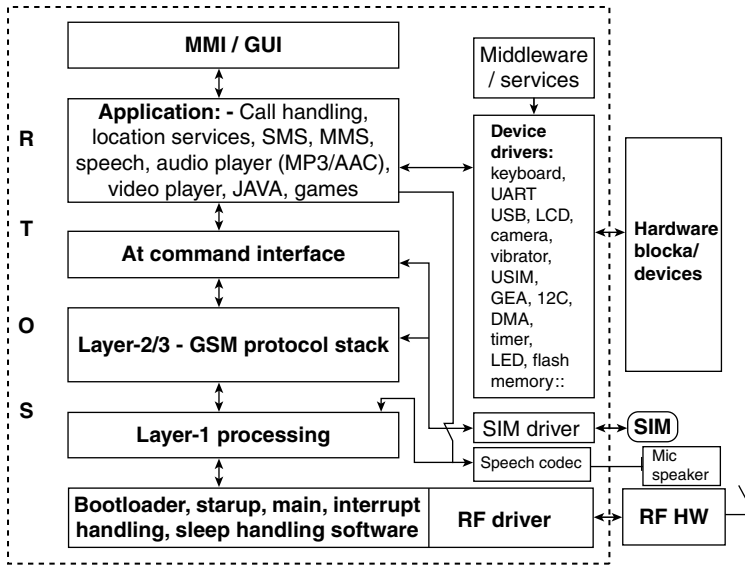 MMI / GUI
Application: - Call handling,
location services, SMS, MMS,
speech, audio player (MP3/AAC),
video player, JAVA, games
At command interface
Layer-2/3 - GSM protocol stack
Layer-1 processing
Bootloader, starup, main, interrupt
handling, sleep handling software
RF driver
R
T
O
S
Middleware
/ services
Device
drivers:
keyboard,
UART
USB, LCD,
camera,
vibrator,
USIM,
GEA, 12C,
DMA,
timer,
LED, flash
memory::
SIM driver
Speech codec
Hardware
blocka/
devices
SIM
Mic
speaker
RF HW